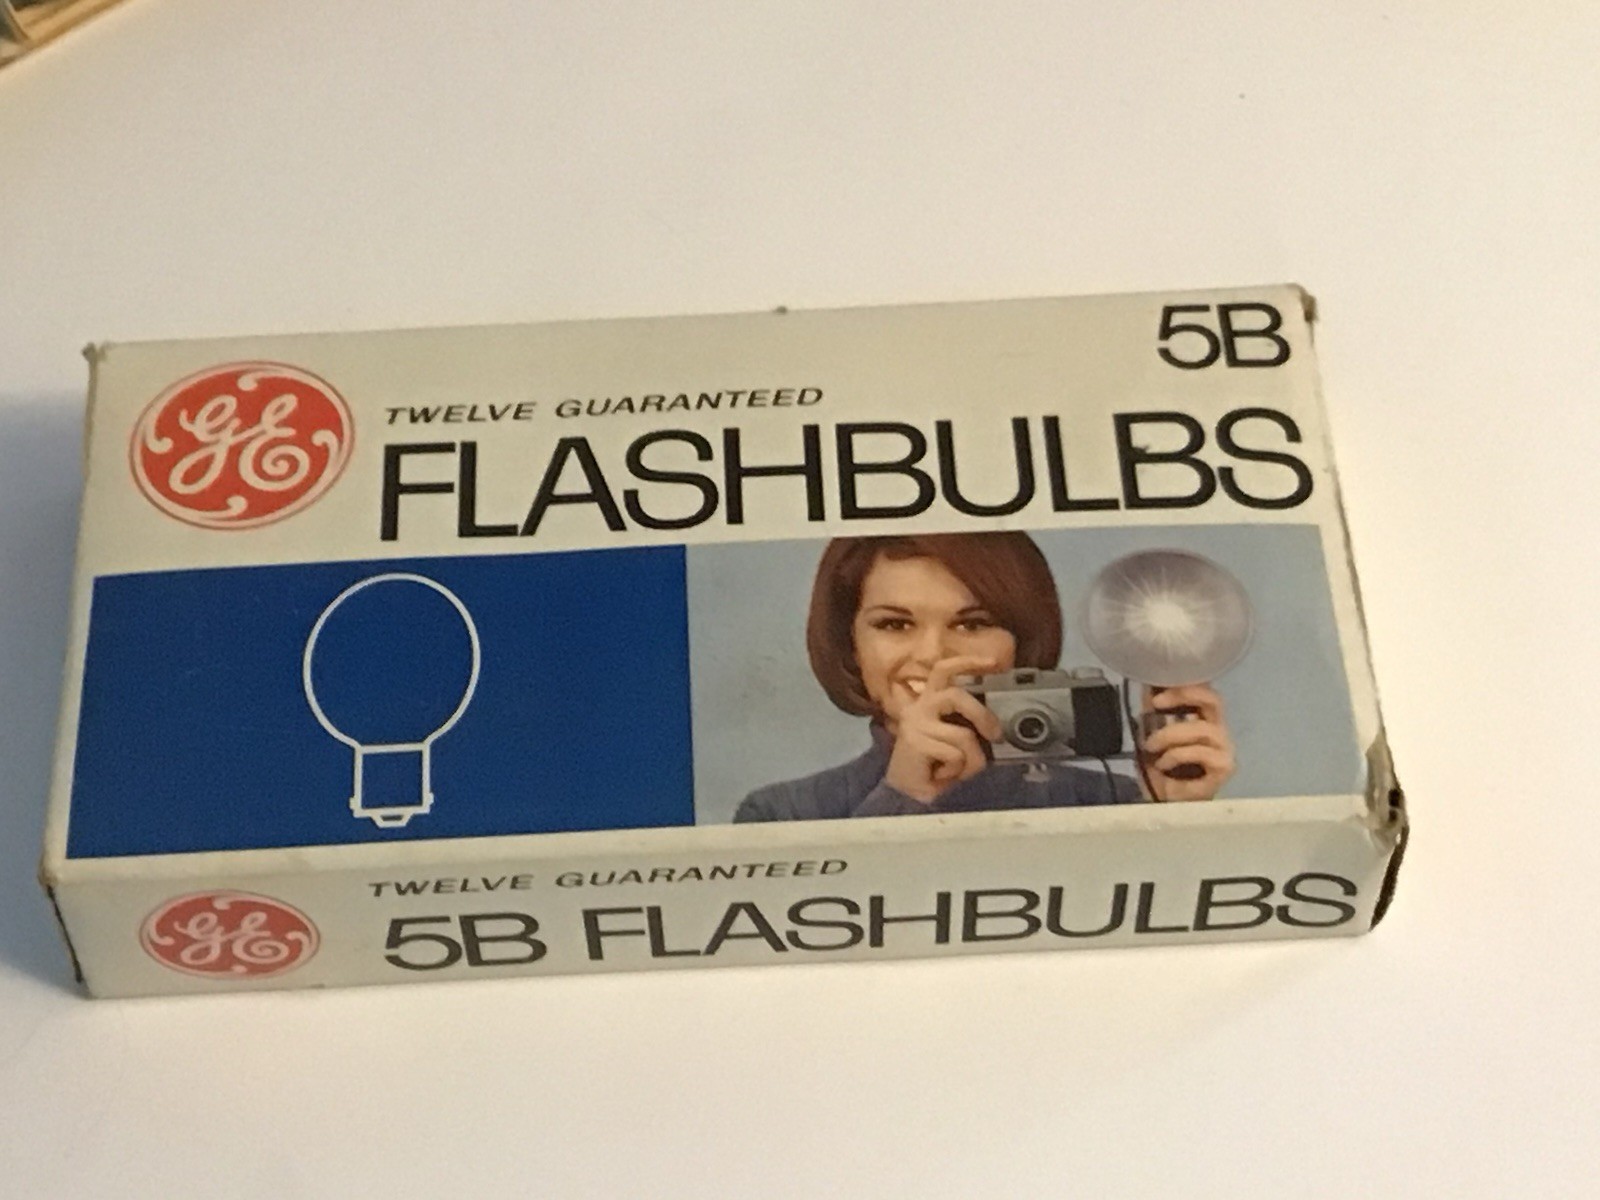 5B
GE
TWELVE GUARANTEED
FLASHBULBS
TWELVE GUARANTEED
GE
5B FLASHBULBS